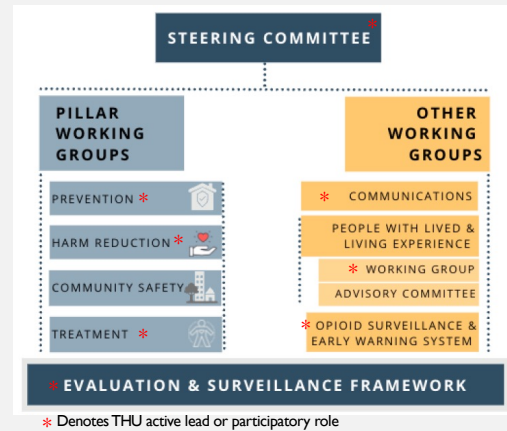 STEERING COMMITTEE *
PILLAR
WORKING
GROUPS
PREVENTION *
HARM REDUCTION *
COMMUNITY SAFETY
TREATMENT *
OTHER
WORKING
GROUPS
* COMMUNICATIONS
PEOPLE WITH LIVED &
LIVING EXPERIENCE
* WORKING GROUP
ADVISORY COMMITTEE
* OPIOID SURVEILLANCE &
EARLY WARNING SYSTEM
* EVALUATION & SURVEILLANCE FRAMEWORK
* Denotes THU active lead or participatory role